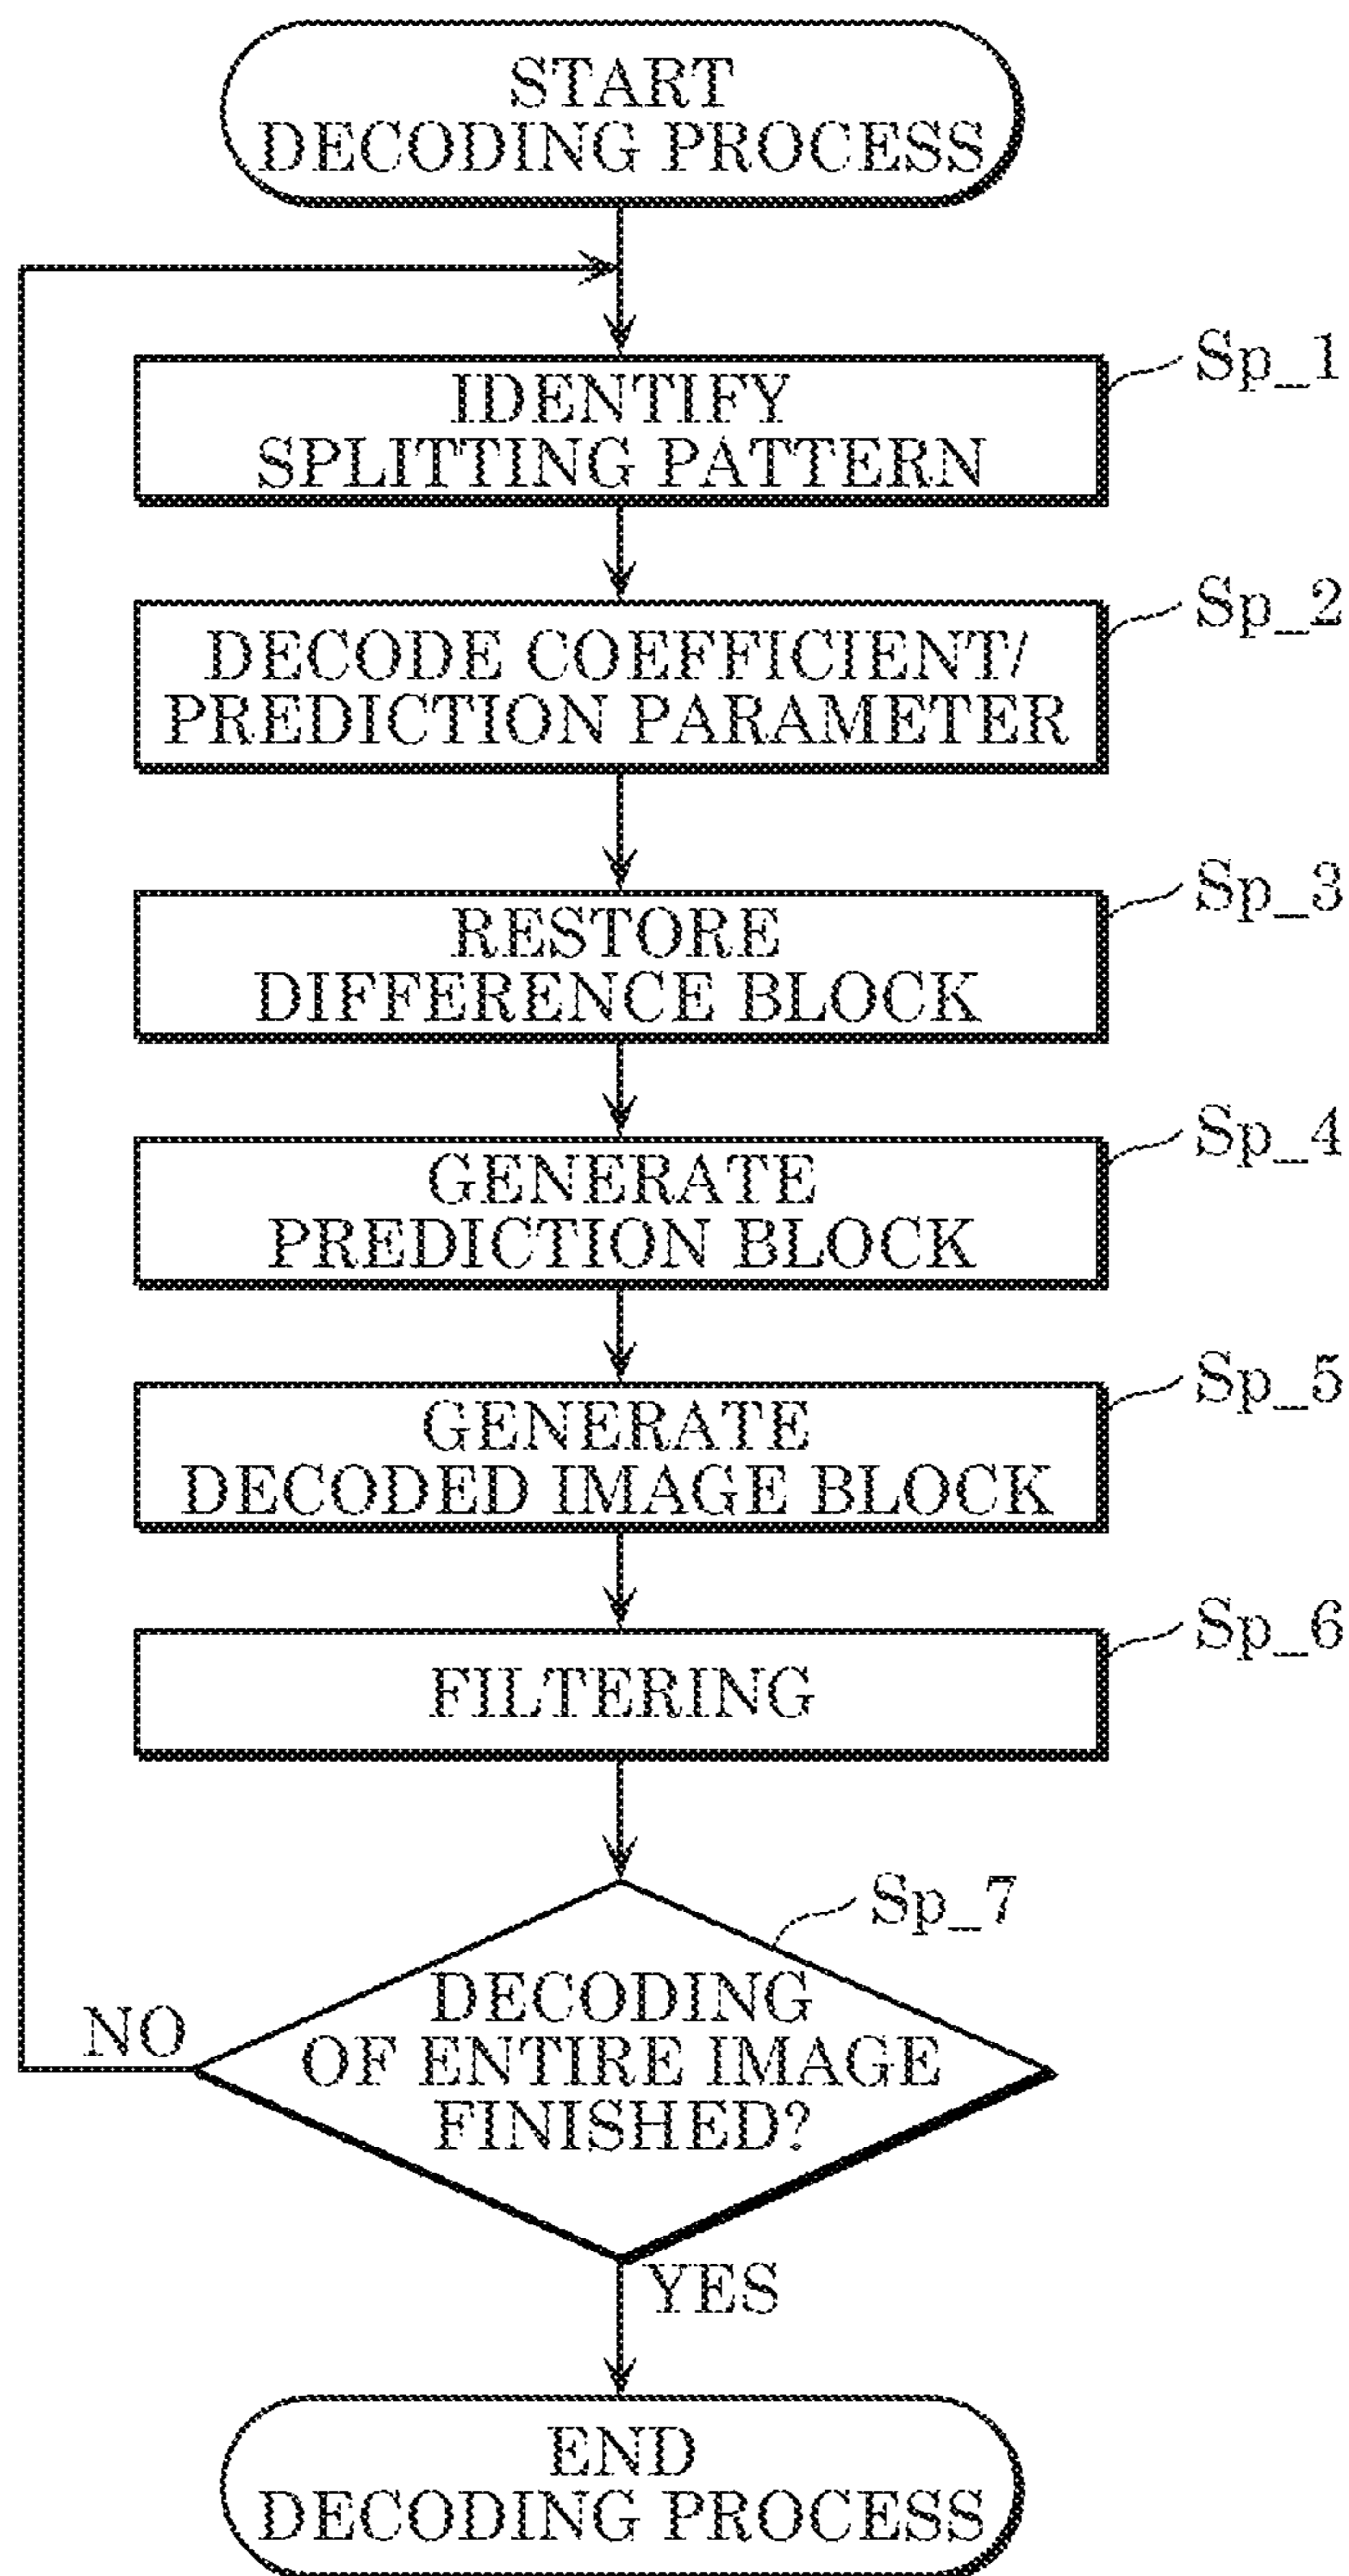 START
DECODING PROCESS
Sp_1
IDENTIFY
SPLITTING PATTERN
Sp_2
DECODE COEFFICIENT/
PREDICTION PARAMETER
Sp_3
RESTORE
DIFFERENCE BLOCK
Sp_4
GENERATE
PREDICTION BLOCK
Sp_5
GENERATE
DECODED IMAGE BLOCK
Sp_6
FILTERING
Sp_7
DECODING
OF ENTIRE IMAGE
FINISHED?
NO
YES
END
DECODING PROCESS